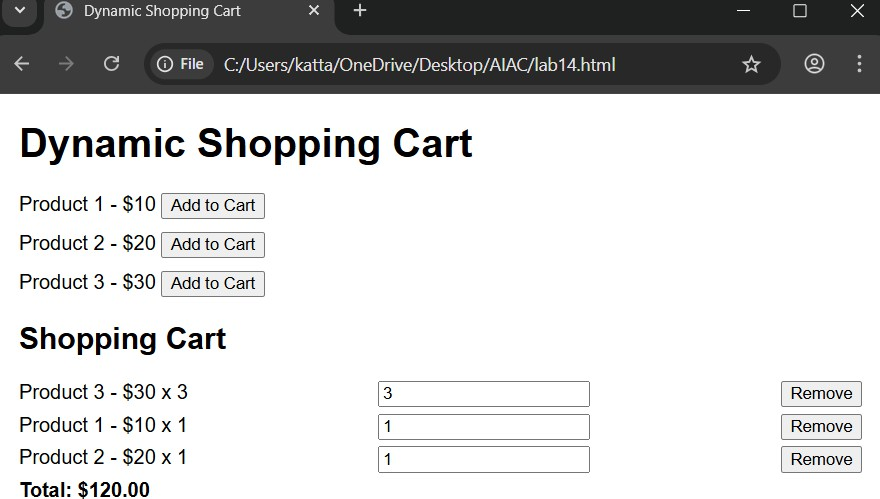 Dynamic Shopping Cart
File C:/Users/katta/OneDrive/Desktop/AIAC/lab14.html
Dynamic Shopping Cart
Product 1 - $10 Add to Cart
Product 2 - $20 Add to Cart
Product 3 - $30 Add to Cart
Shopping Cart
Product 3 - $30 x 3 3 Remove
Product 1 - $10 x 1 1 Remove
Product 2 - $20 x 1 1 Remove
Total: $120.00